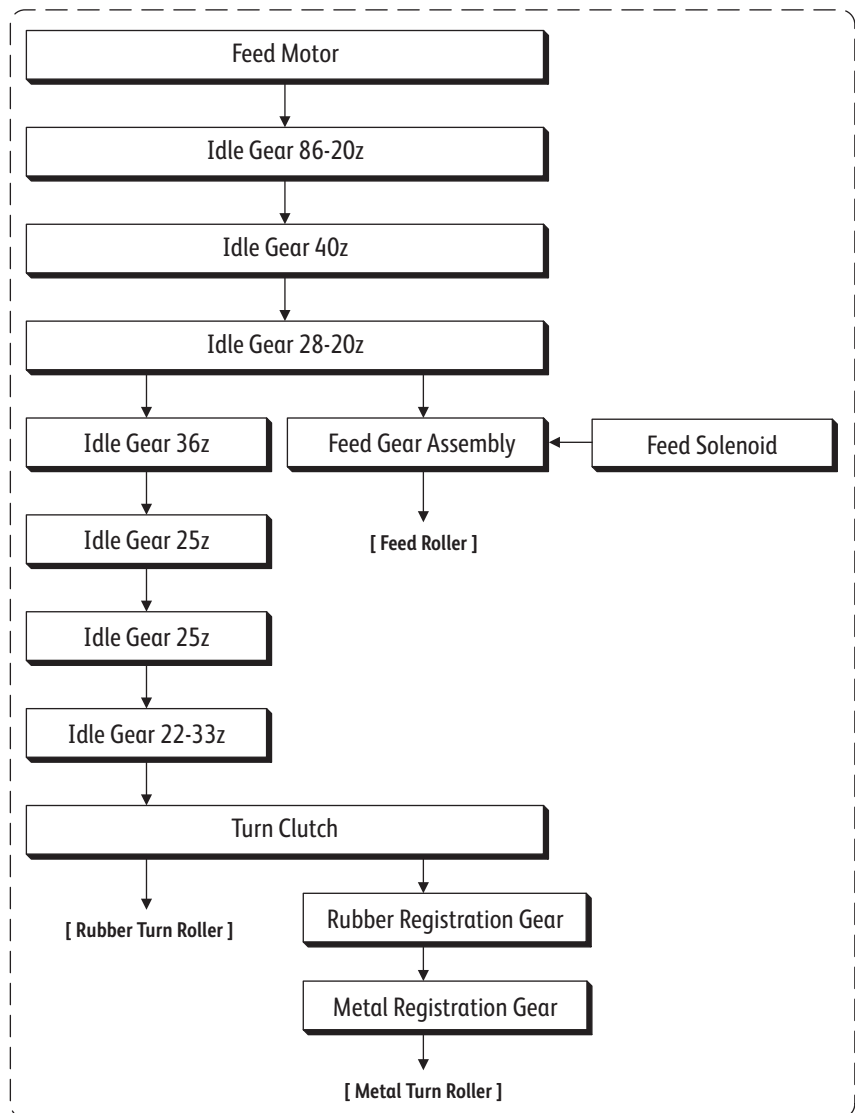 Feed Motor
Idle Gear 86-20z
Idle Gear 40z
Idle Gear 28-20z
Idle Gear 36z
Feed Gear Assembly
Feed Solenoid
Idle Gear 25z
[ Feed Roller ]
Idle Gear 25z
Idle Gear 22-33z
Turn Clutch
[ Rubber Turn Roller ]
Rubber Registration Gear
Metal Registration Gear
[ Metal Turn Roller ]